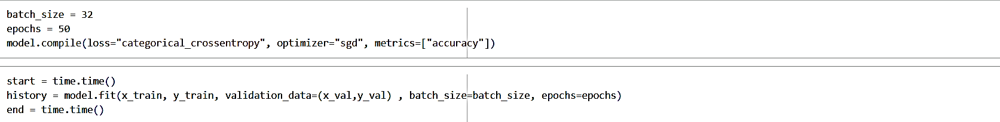 batch_size = 32
epochs = 50
model.compile(loss="categorical_crossentropy", optimizer="sgd", metrics=["accuracy"])
start = time.time()
history = model.fit(x_train, y_train, validation_data=(x_val,y_val) , batch_size=batch_size, epochs=epochs)
end = time.time()